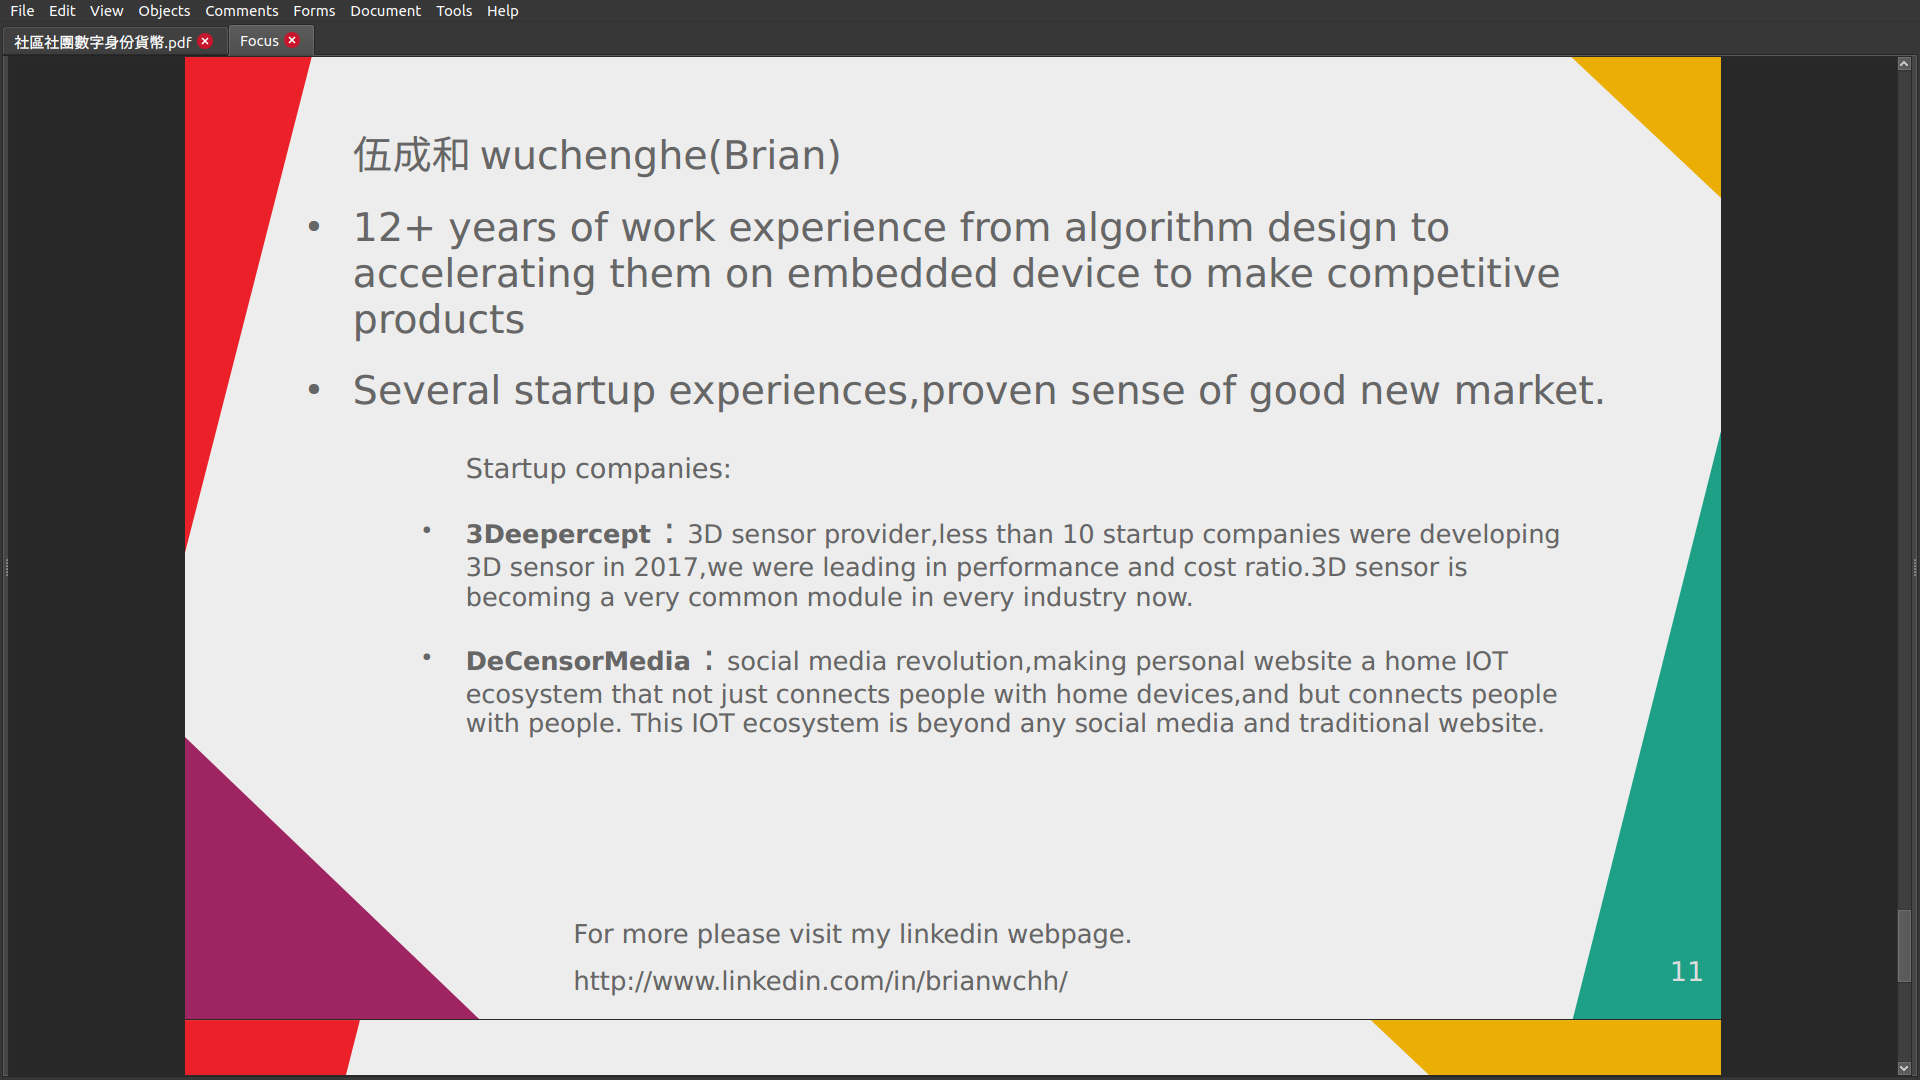 File Edit View Objects Comments Forms Document Tools Help
社區社團數字身份貨幣.pdf Focus
伍成和 wuchenghe(Brian)
• 12+ years of work experience from algorithm design to
accelerating them on embedded device to make competitive
products
• Several startup experiences,proven sense of good new market.
Startup companies:
• 3Deepercept：3D sensor provider,less than 10 startup companies were developing
3D sensor in 2017,we were leading in performance and cost ratio.3D sensor is
becoming a very common module in every industry now.
• DeCensorMedia：social media revolution,making personal website a home IOT
ecosystem that not just connects people with home devices,and but connects people
with people. This IOT ecosystem is beyond any social media and traditional website.
For more please visit my linkedin webpage.
http://www.linkedin.com/in/brianwchh/
11